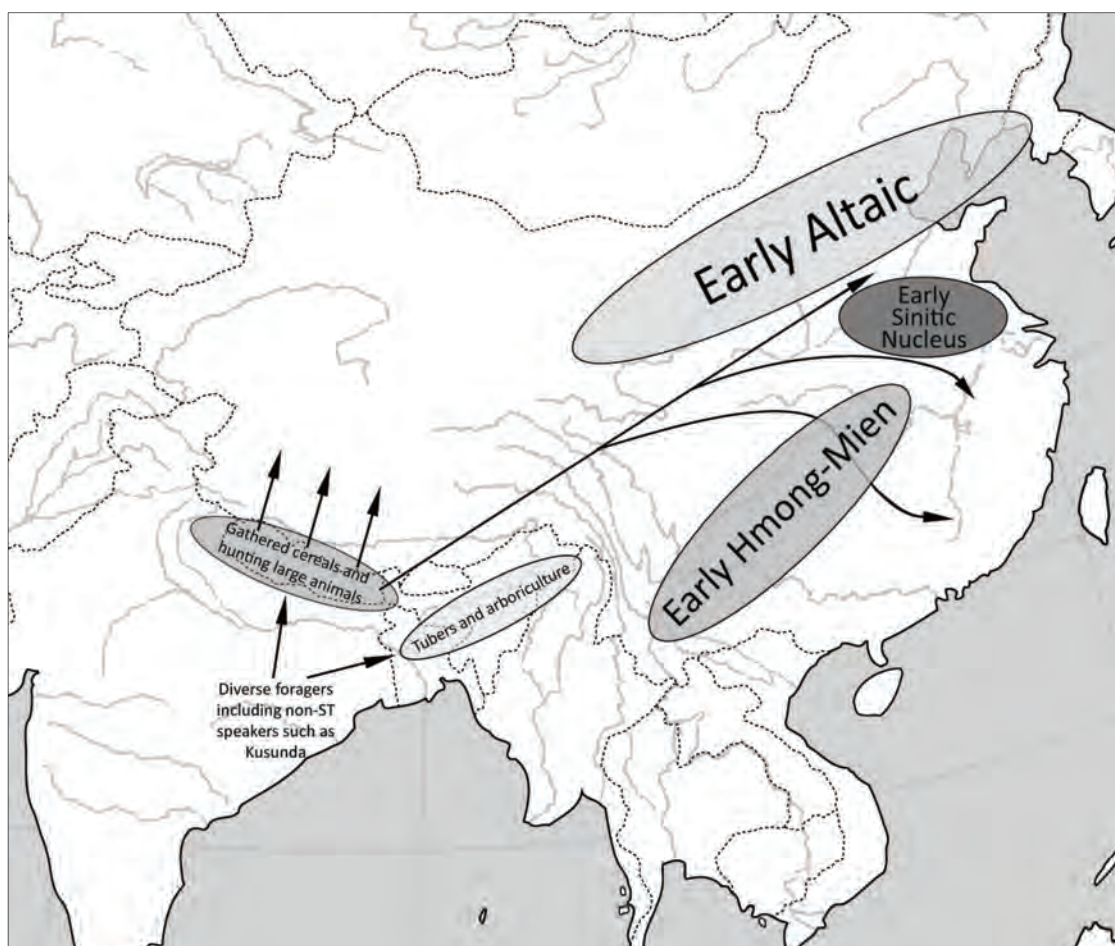 Early Altaic
Early
Sinitic
Nucleus
Early Hmong-Mien
Gathered cereals and
hunting large animals
Tubers and arboriculture
Diverse foragers
including non-ST
speakers such as
Kusunda